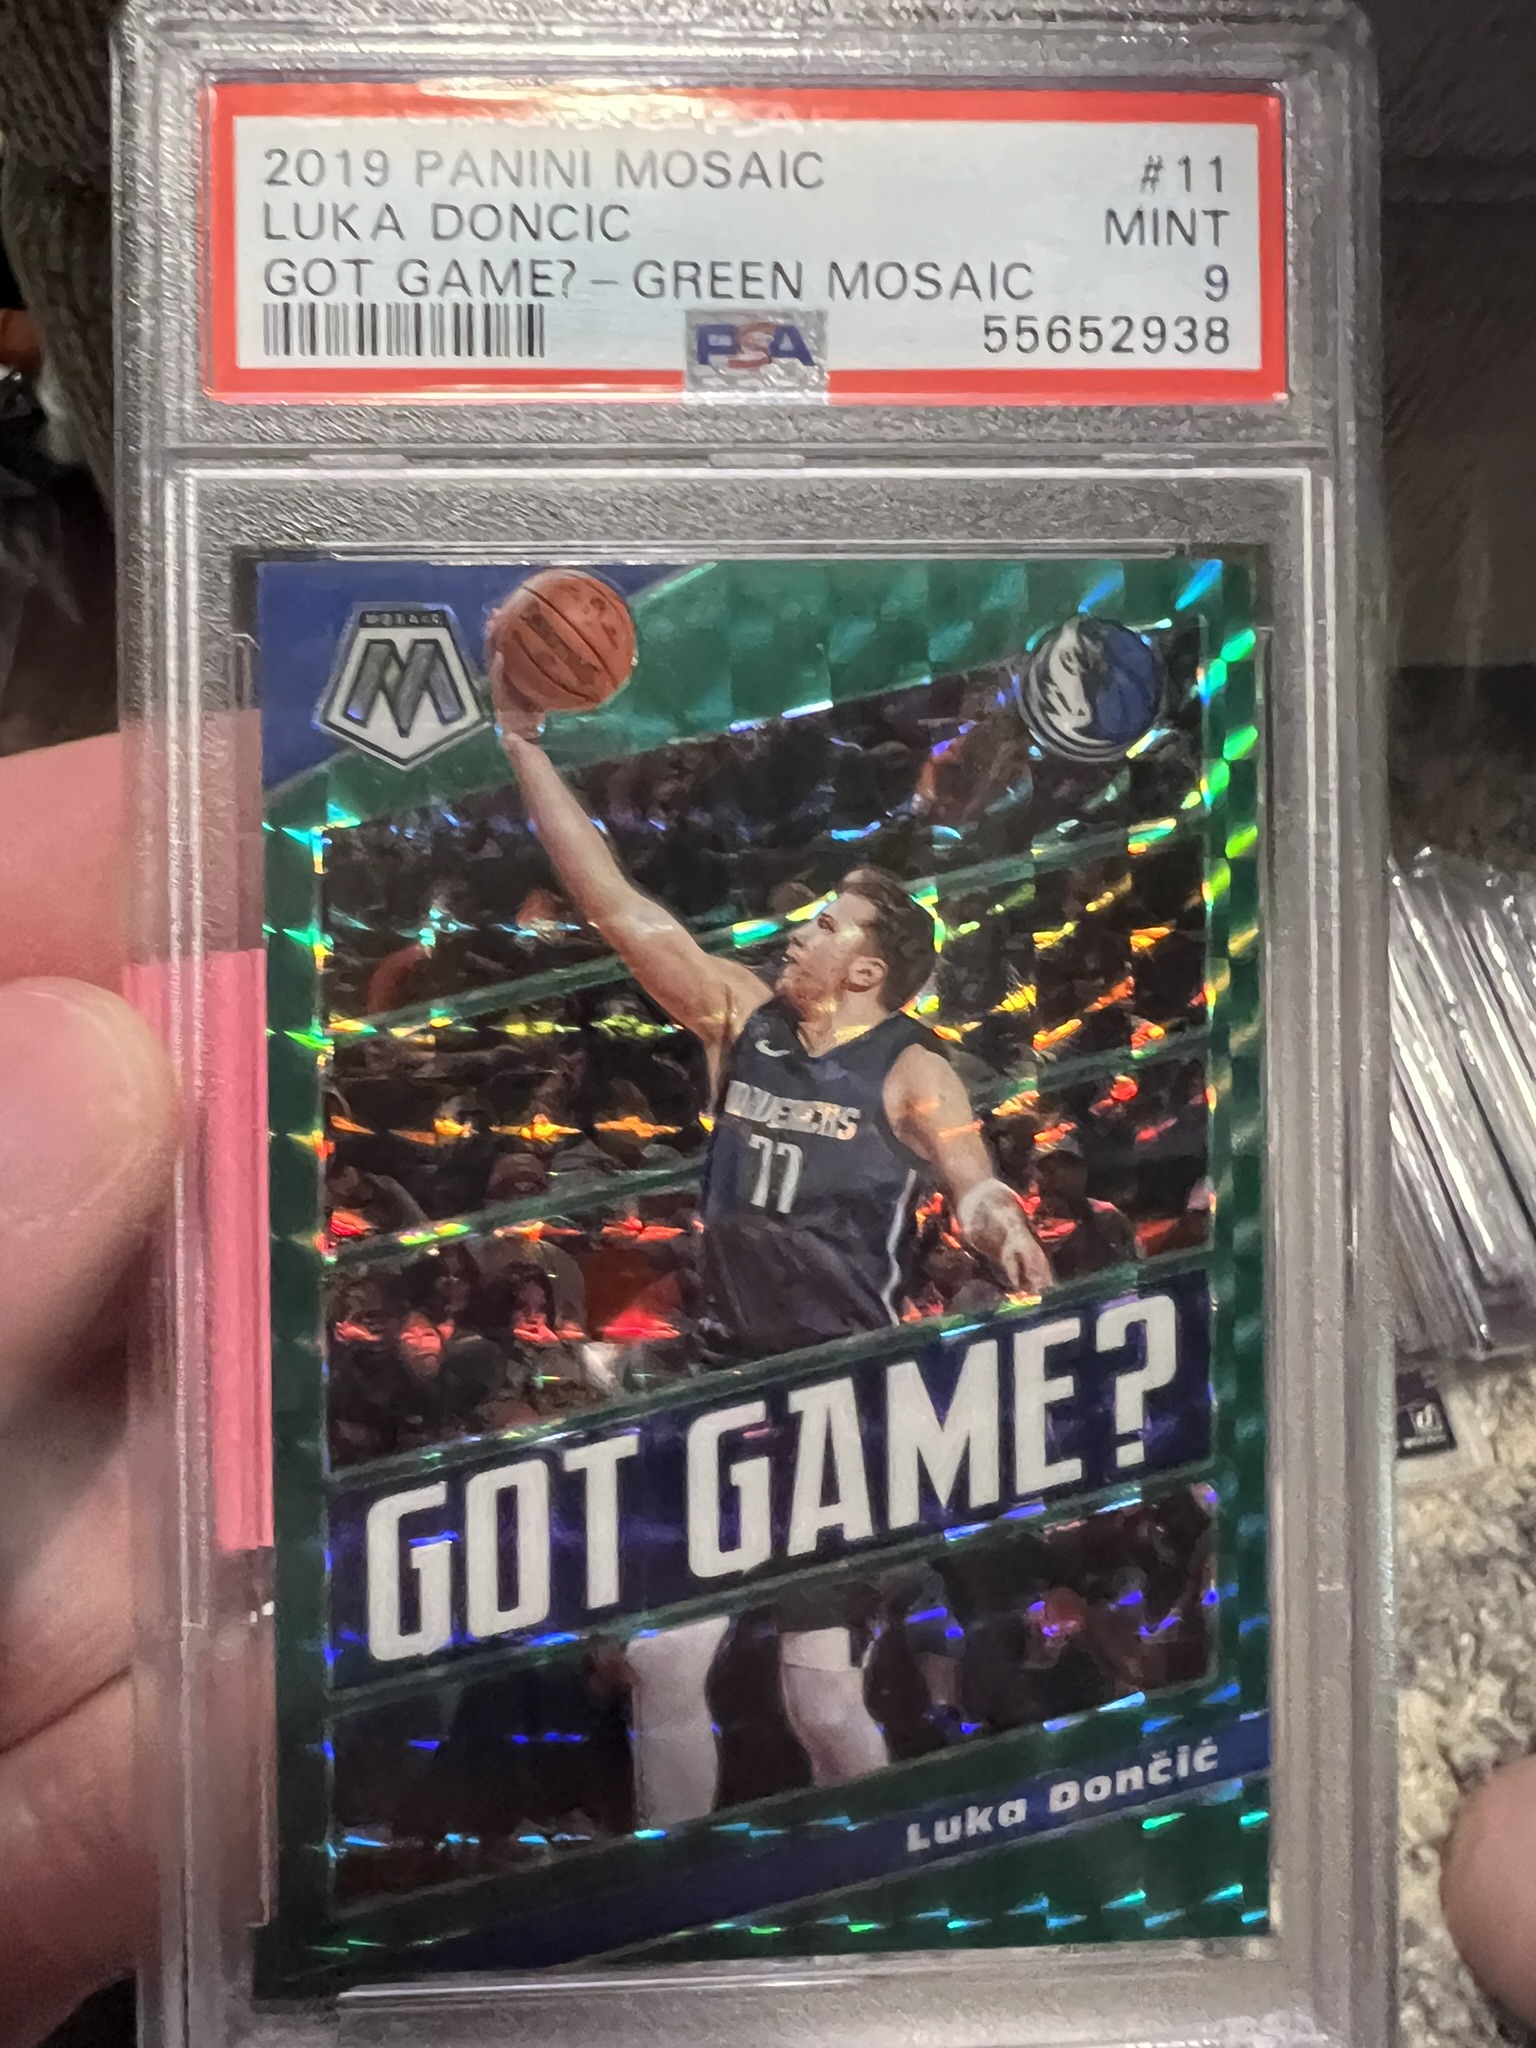 2019 PANINI MOSAIC #11
LUKA DONCIC MINT
GOT GAME? - GREEN MOSAIC 9
PSA 55652938
MOSAIC
M
MAVERICKS
77
GOT GAME?
Luka Dončić